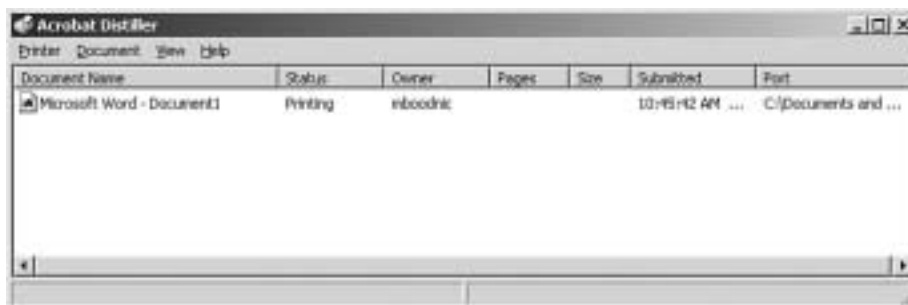 Acrobat Distiller
Printer Document View Help
Document Name Status Owner Pages Size Submitted Port
Microsoft Word - Document1 Printing mboodnic 10:45:42 AM ... C:\Documents and ...